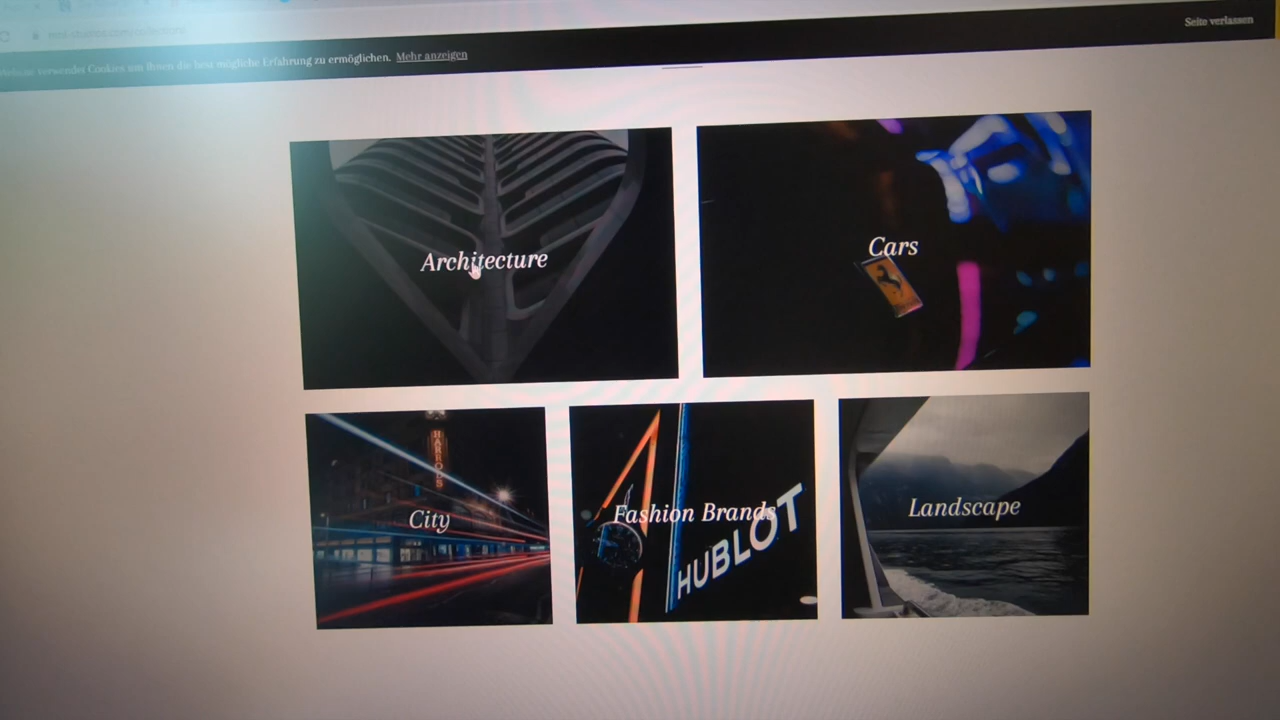 Seite verlassen
verwendet Cookies um Ihnen die best mögliche Erfahrung zu ermöglichen. Mehr anzeigen
Architecture
Cars
HARRODS
City
Fashion Brands
HUBLOT
Landscape